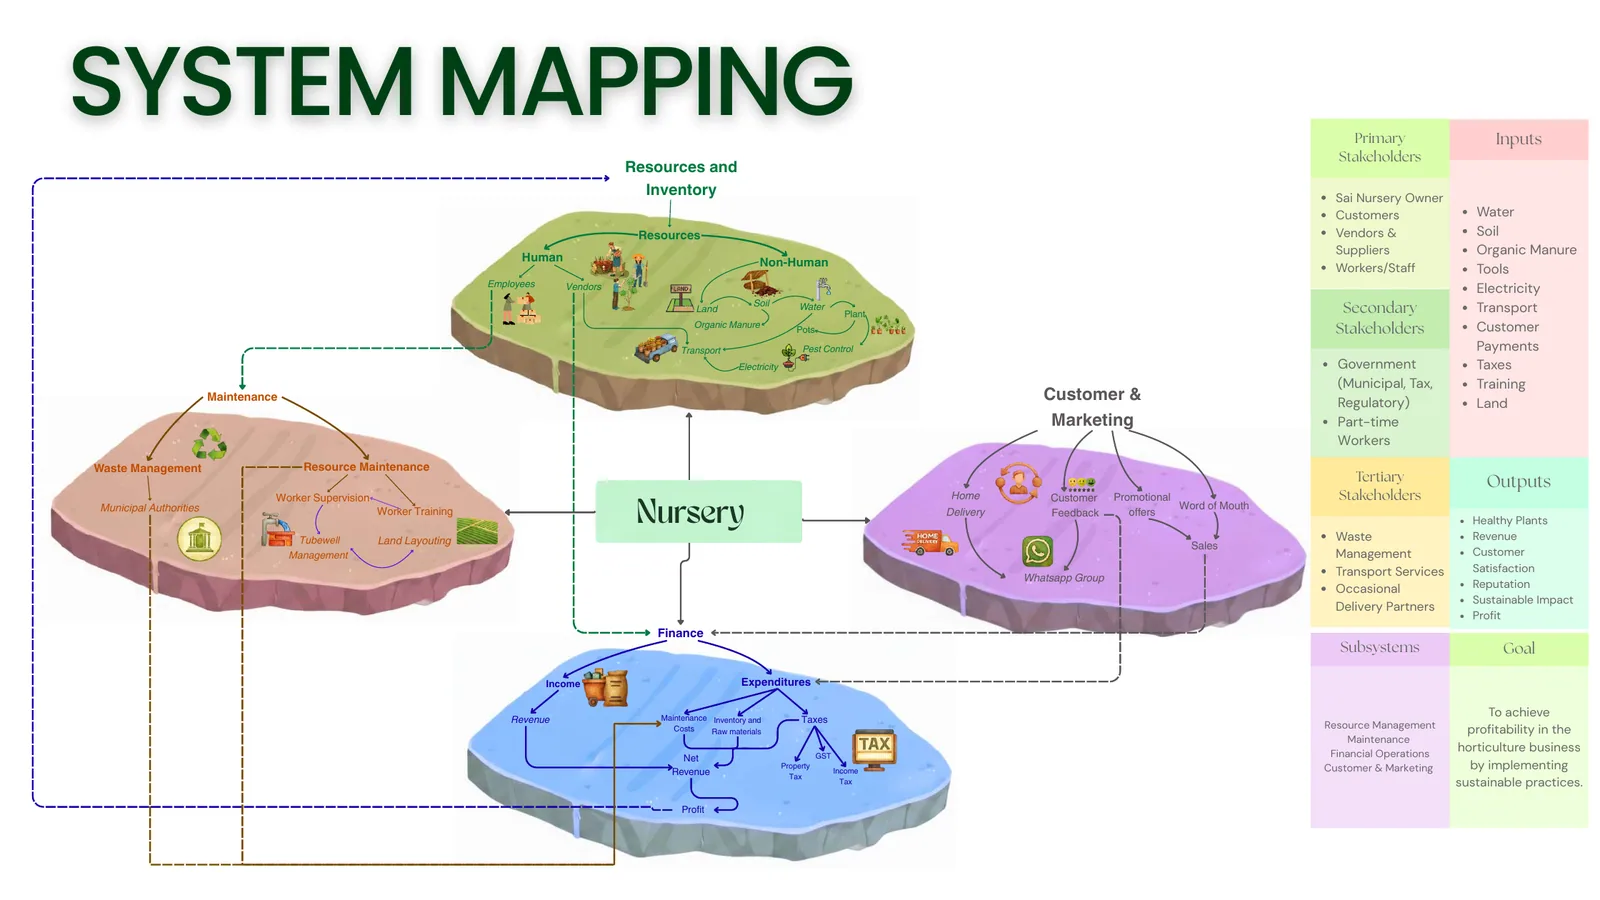 SYSTEM MAPPING
Resources and
Inventory
Resources
Human
Non-Human
Employees
Vendors
LAND
Land
Soil
Water
Plant
Organic Manure
Pots
Transport
Pest Control
Electricity
Maintenance
Waste Management
Resource Maintenance
Municipal Authorities
Worker Supervision
Worker Training
Tubewell
Management
Land Layouting
Nursery
Customer &
Marketing
Home
Delivery
Customer
Feedback
Promotional
offers
Word of Mouth
HOME
DELIVERY
Sales
Whatsapp Group
Finance
Income
Expenditures
Revenue
Maintenance
Costs
Inventory and
Raw materials
Taxes
TAX
Net
Revenue
Property
Tax
GST
Income
Tax
Profit
Primary
Stakeholders
• Sai Nursery Owner
• Customers
• Vendors &
Suppliers
• Workers/Staff
Secondary
Stakeholders
• Government
(Municipal, Tax,
Regulatory)
• Part-time
Workers
Tertiary
Stakeholders
• Waste
Management
• Transport Services
• Occasional
Delivery Partners
Subsystems
Resource Management
Maintenance
Financial Operations
Customer & Marketing
Inputs
• Water
• Soil
• Organic Manure
• Tools
• Electricity
• Transport
• Customer
Payments
• Taxes
• Training
• Land
Outputs
• Healthy Plants
• Revenue
• Customer
Satisfaction
• Reputation
• Sustainable Impact
• Profit
Goal
To achieve
profitability in the
horticulture business
by implementing
sustainable practices.